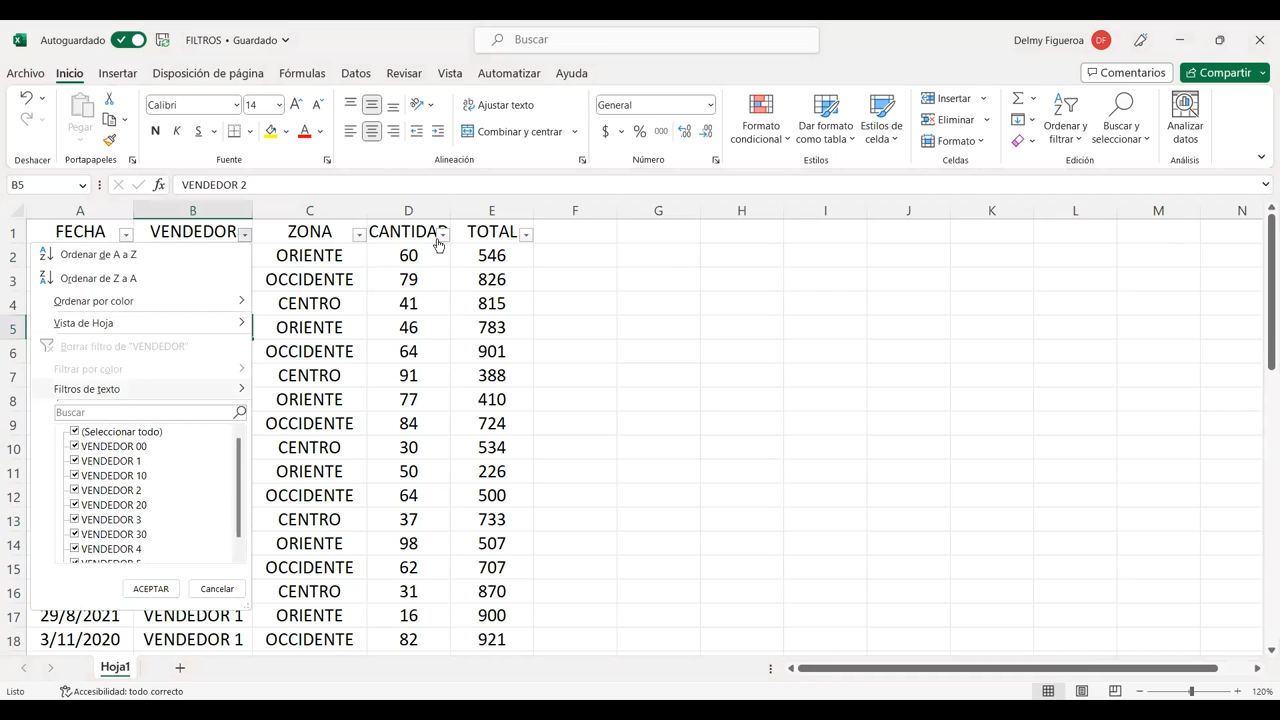 Autoguardado FILTROS • Guardado Buscar Delmy Figueroa DF
Archivo Inicio Insertar Disposición de página Fórmulas Datos Revisar Vista Automatizar Ayuda Comentarios Compartir
Calibri 14 Ajustar texto General Insertar
Pegar Formato Dar formato Estilos de Eliminar Ordenar y Buscar y Analizar
N K S Combinar y centrar $ % 000 condicional como tabla celda Formato filtrar seleccionar datos
Deshacer Portapapeles Fuente Alineación Número Estilos Celdas Edición Análisis
B5 fx VENDEDOR 2
A B C D E F G H I J K L M N
1 FECHA VENDEDOR ZONA CANTIDAD TOTAL
2 ORIENTE 60 546
3 OCCIDENTE 79 826
4 CENTRO 41 815
5 ORIENTE 46 783
6 OCCIDENTE 64 901
7 CENTRO 91 388
8 ORIENTE 77 410
9 OCCIDENTE 84 724
10 CENTRO 30 534
11 ORIENTE 50 226
12 OCCIDENTE 64 500
13 CENTRO 37 733
14 ORIENTE 98 507
15 OCCIDENTE 62 707
16 CENTRO 31 870
17 29/8/2021 VENDEDOR 1 ORIENTE 16 900
18 3/11/2020 VENDEDOR 1 OCCIDENTE 82 921
Ordenar de A a Z
Ordenar de Z a A
Ordenar por color
Vista de Hoja
Borrar filtro de "VENDEDOR"
Filtrar por color
Filtros de texto
Buscar
(Seleccionar todo)
VENDEDOR 00
VENDEDOR 1
VENDEDOR 10
VENDEDOR 2
VENDEDOR 20
VENDEDOR 3
VENDEDOR 30
VENDEDOR 4
ACEPTAR Cancelar
Hoja1
Listo Accesibilidad: todo correcto 120%